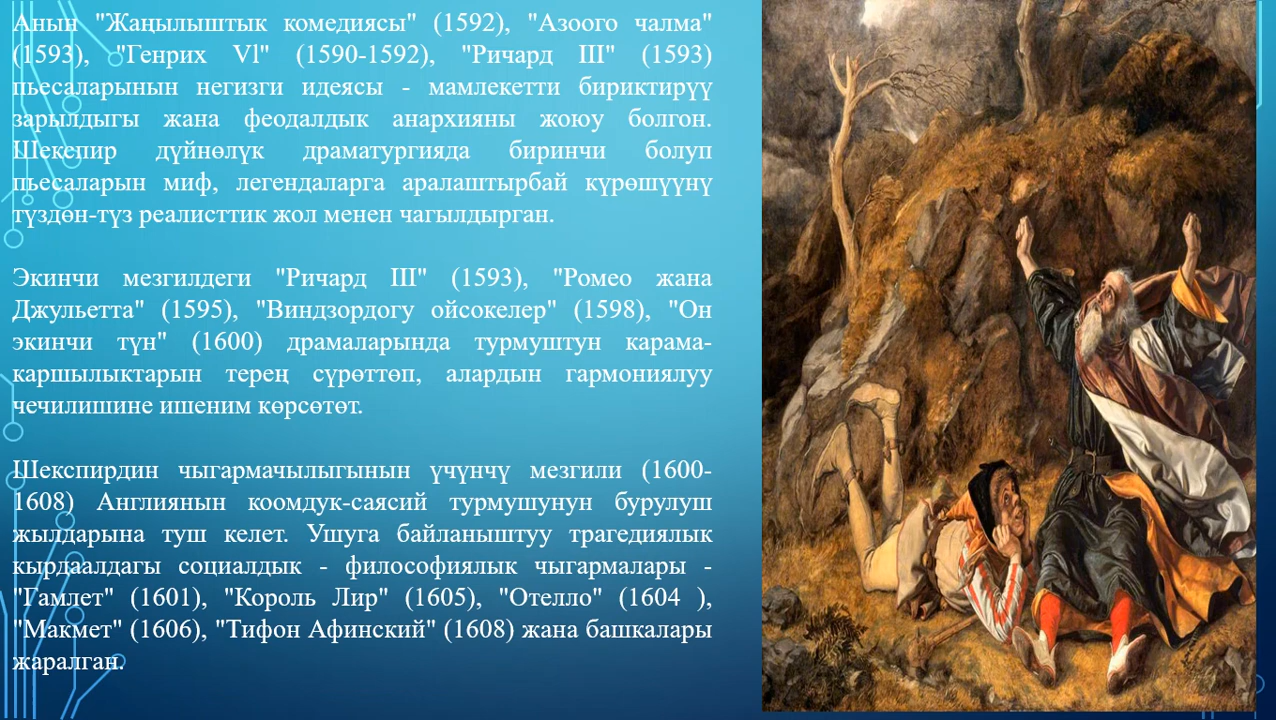 Анын "Жаңылыштык комедиясы" (1592), "Азоого чалма"
(1593), "Генрих Vl" (1590-1592), "Ричард III" (1593)
пьесаларынын негизги идеясы - мамлекетти бириктирүү
зарылдыгы жана феодалдык анархияны жоюу болгон.
Шекспир дүйнөлүк драматургияда биринчи болуп
пьесаларын миф, легендаларга аралаштырбай күрөшүүнү
түздөн-түз реалисттик жол менен чагылдырган.

Экинчи мезгилдеги "Ричард III" (1593), "Ромео жана
Джульетта" (1595), "Виндзордогу ойсокелер" (1598), "Он
экинчи түн" (1600) драмаларында турмуштун карама-
каршылыктарын терең сүрөттөп, алардын гармониялуу
чечилишине ишеним көрсөтөт.

Шекспирдин чыгармачылыгынын үчүнчү мезгили (1600-
1608) Англиянын коомдук-саясий турмушунун бурулуш
жылдарына туш келет. Ушуга байланыштуу трагедиялык
кырдаалдагы социалдык - философиялык чыгармалары -
"Гамлет" (1601), "Король Лир" (1605), "Отелло" (1604 ),
"Макмет" (1606), "Тифон Афинский" (1608) жана башкалары
жаралган.